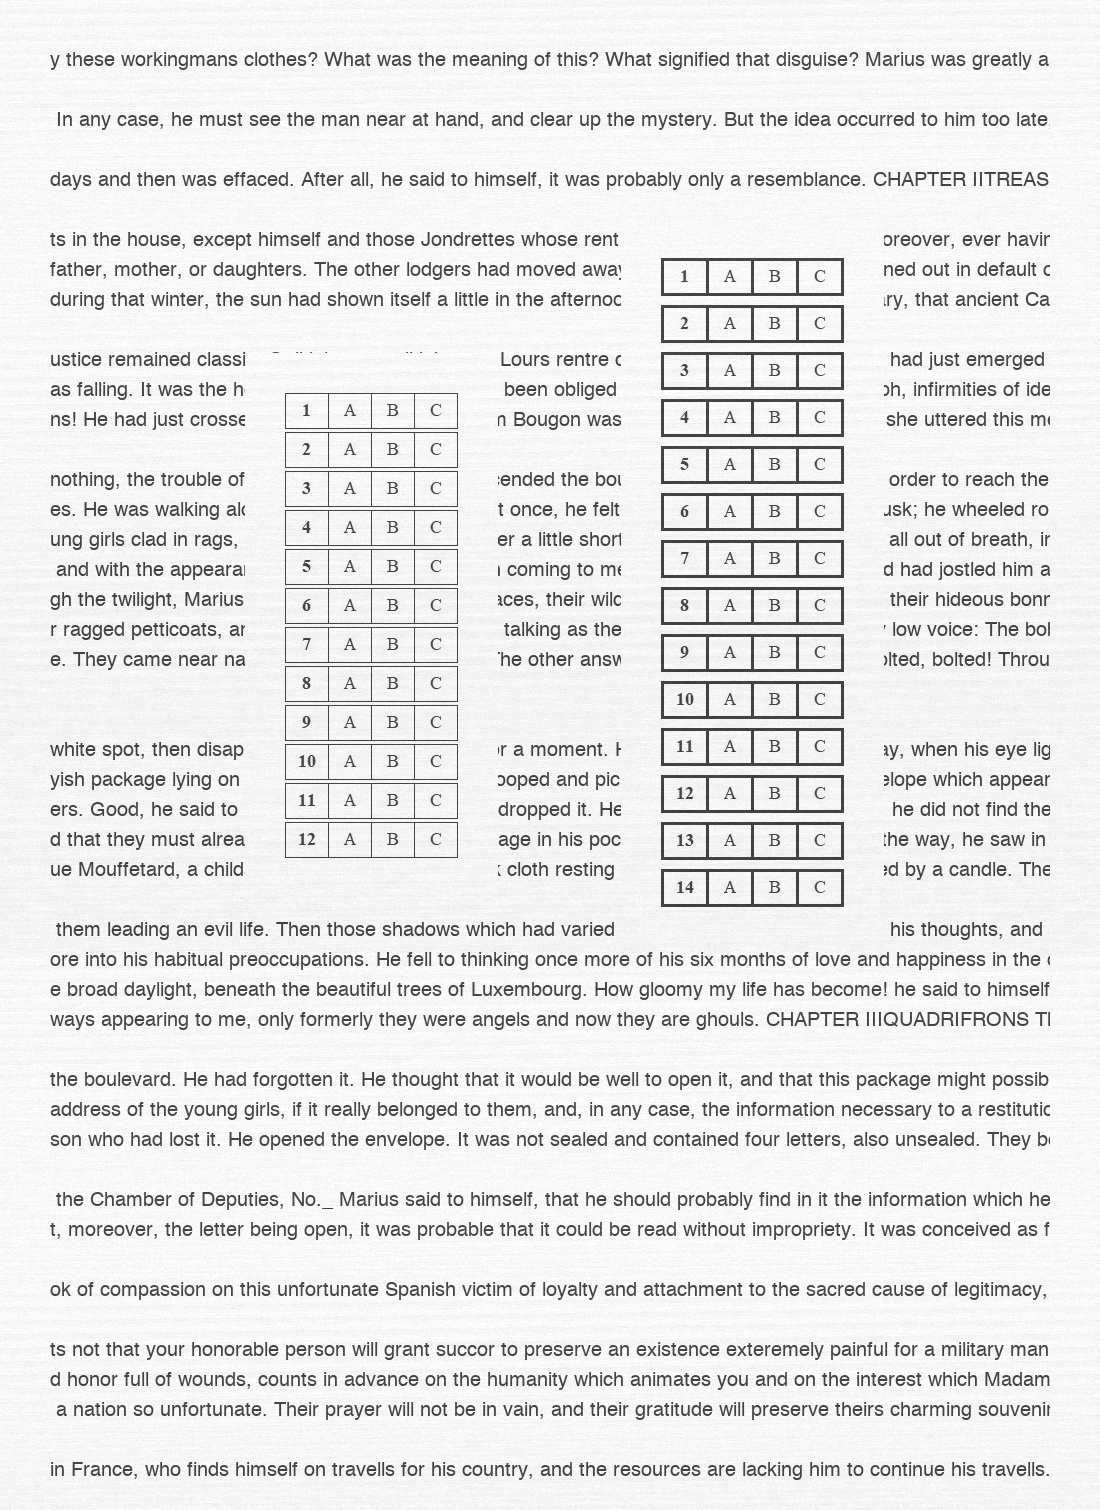 y these workingmans clothes? What was the meaning of this? What signified that disguise? Marius was greatly a
In any case, he must see the man near at hand, and clear up the mystery. But the idea occurred to him too late
days and then was effaced. After all, he said to himself, it was probably only a resemblance. CHAPTER IITREAS
ts in the house, except himself and those Jondrettes whose rent oreover, ever havin
father, mother, or daughters. The other lodgers had moved away ned out in default o
during that winter, the sun had shown itself a little in the afternoo ary, that ancient Ca
ustice remained classi Lours rentre had just emerged
as falling. It was the h been obliged ph, infirmities of ide
ns! He had just crosse Bougon was she uttered this me
nothing, the trouble of cended the bou order to reach the
es. He was walking alo t once, he felt usk; he wheeled ro
ung girls clad in rags, er a little short all out of breath, in
and with the appearan coming to me d had jostled him a
gh the twilight, Marius aces, their wild their hideous bonn
r ragged petticoats, an talking as the low voice: The bol
e. They came near na The other answ olted, bolted! Throu
white spot, then disap or a moment. ay, when his eye lig
yish package lying on ooped and pic elope which appear
ers. Good, he said to dropped it. He he did not find the
d that they must alrea age in his poc the way, he saw in
ue Mouffetard, a child cloth resting ed by a candle. The
them leading an evil life. Then those shadows which had varied his thoughts, and
ore into his habitual preoccupations. He fell to thinking once more of his six months of love and happiness in the
e broad daylight, beneath the beautiful trees of Luxembourg. How gloomy my life has become! he said to himself
ways appearing to me, only formerly they were angels and now they are ghouls. CHAPTER IIIQUADRIFRONS T
the boulevard. He had forgotten it. He thought that it would be well to open it, and that this package might possib
address of the young girls, if it really belonged to them, and, in any case, the information necessary to a restitutio
son who had lost it. He opened the envelope. It was not sealed and contained four letters, also unsealed. They b
the Chamber of Deputies, No._ Marius said to himself, that he should probably find in it the information which he
t, moreover, the letter being open, it was probable that it could be read without impropriety. It was conceived as f
ok of compassion on this unfortunate Spanish victim of loyalty and attachment to the sacred cause of legitimacy,
ts not that your honorable person will grant succor to preserve an existence exteremely painful for a military man
d honor full of wounds, counts in advance on the humanity which animates you and on the interest which Madam
a nation so unfortunate. Their prayer will not be in vain, and their gratitude will preserve theirs charming souvenir
in France, who finds himself on travells for his country, and the resources are lacking him to continue his travells.
1 A B C
2 A B C
3 A B C
4 A B C
5 A B C
6 A B C
7 A B C
8 A B C
9 A B C
10 A B C
11 A B C
12 A B C
1 A B C
2 A B C
3 A B C
4 A B C
5 A B C
6 A B C
7 A B C
8 A B C
9 A B C
10 A B C
11 A B C
12 A B C
13 A B C
14 A B C